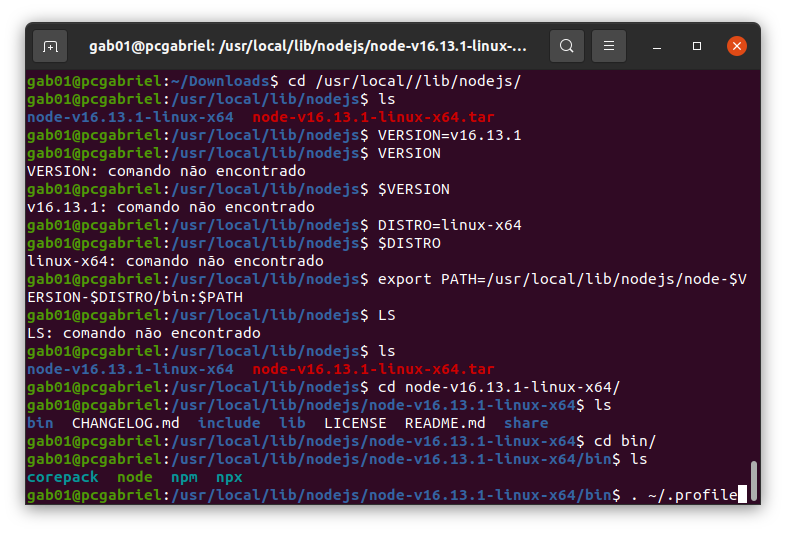 gab01@pcgabriel: /usr/local/lib/nodejs/node-v16.13.1-linux-...
gab01@pcgabriel:~/Downloads$ cd /usr/local//lib/nodejs/
gab01@pcgabriel:/usr/local/lib/nodejs$ ls
node-v16.13.1-linux-x64  node-v16.13.1-linux-x64.tar
gab01@pcgabriel:/usr/local/lib/nodejs$ VERSION=v16.13.1
gab01@pcgabriel:/usr/local/lib/nodejs$ VERSION
VERSION: comando não encontrado
gab01@pcgabriel:/usr/local/lib/nodejs$ $VERSION
v16.13.1: comando não encontrado
gab01@pcgabriel:/usr/local/lib/nodejs$ DISTRO=linux-x64
gab01@pcgabriel:/usr/local/lib/nodejs$ $DISTRO
linux-x64: comando não encontrado
gab01@pcgabriel:/usr/local/lib/nodejs$ export PATH=/usr/local/lib/nodejs/node-$V
ERSION-$DISTRO/bin:$PATH
gab01@pcgabriel:/usr/local/lib/nodejs$ LS
LS: comando não encontrado
gab01@pcgabriel:/usr/local/lib/nodejs$ ls
node-v16.13.1-linux-x64  node-v16.13.1-linux-x64.tar
gab01@pcgabriel:/usr/local/lib/nodejs$ cd node-v16.13.1-linux-x64/
gab01@pcgabriel:/usr/local/lib/nodejs/node-v16.13.1-linux-x64$ ls
bin  CHANGELOG.md  include  lib  LICENSE  README.md  share
gab01@pcgabriel:/usr/local/lib/nodejs/node-v16.13.1-linux-x64$ cd bin/
gab01@pcgabriel:/usr/local/lib/nodejs/node-v16.13.1-linux-x64/bin$ ls
corepack  node  npm  npx
gab01@pcgabriel:/usr/local/lib/nodejs/node-v16.13.1-linux-x64/bin$ . ~/.profile